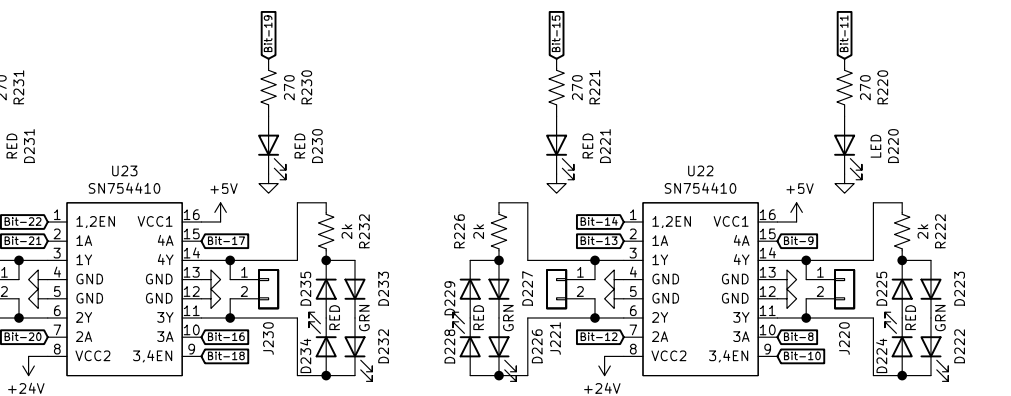 Bit-19
Bit-15
Bit-11
270
R231
270
R230
270
R221
270
R220
RED
D231
RED
D230
RED
D221
LED
D220
U23
SN754410
+5V
Bit-22
1
1,2EN
VCC1
16
Bit-21
2
1A
4A
15
Bit-17
3
1Y
4Y
14
1
4
GND
GND
13
1
2
5
GND
GND
12
2
6
2Y
3Y
11
Bit-20
7
2A
3A
10
Bit-16
8
VCC2
3,4EN
9
Bit-18
+24V
J230
2k
R232
D235
D233
RED
GRN
D234
D232
U22
SN754410
+5V
R226
2k
D229
D227
RED
GRN
D228
D226
J221
1
2
Bit-14
1
1,2EN
VCC1
16
Bit-13
2
1A
4A
15
Bit-9
3
1Y
4Y
14
4
GND
GND
13
1
5
GND
GND
12
2
6
2Y
3Y
11
Bit-12
7
2A
3A
10
Bit-8
8
VCC2
3,4EN
9
Bit-10
+24V
J220
2k
R222
D225
D223
RED
GRN
D224
D222